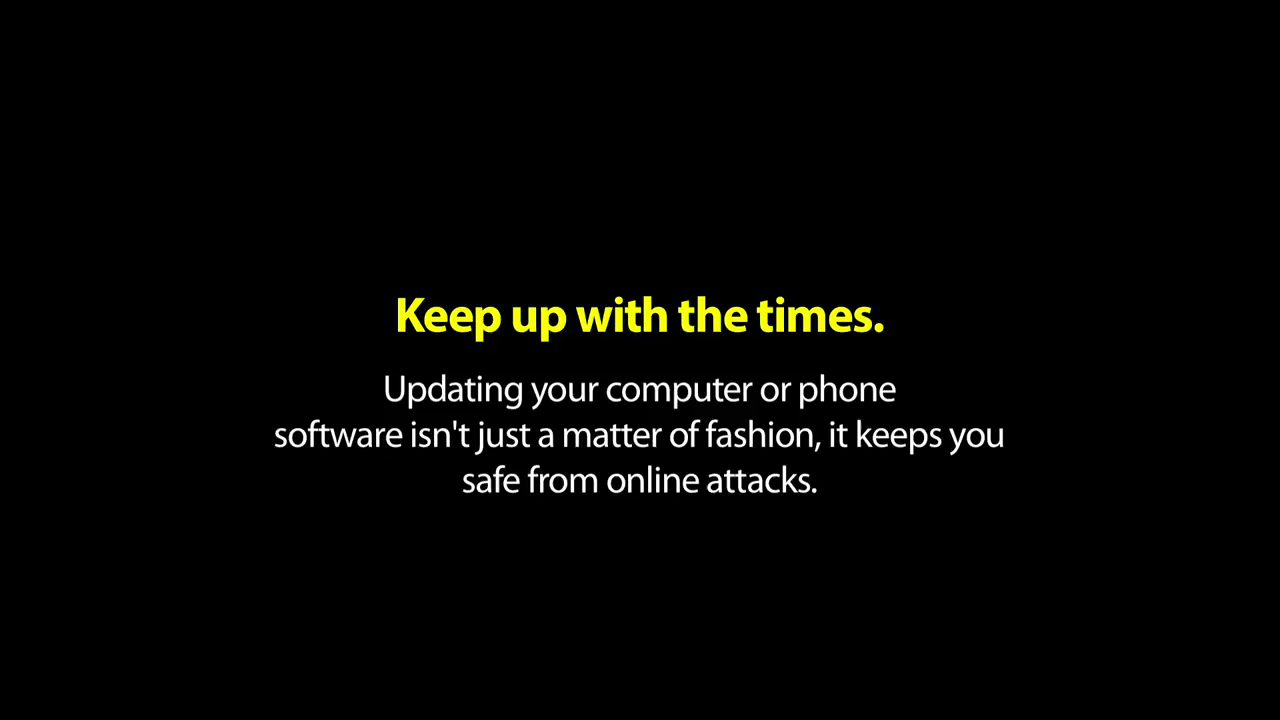 Keep up with the times.
Updating your computer or phone
software isn't just a matter of fashion, it keeps you
safe from online attacks.